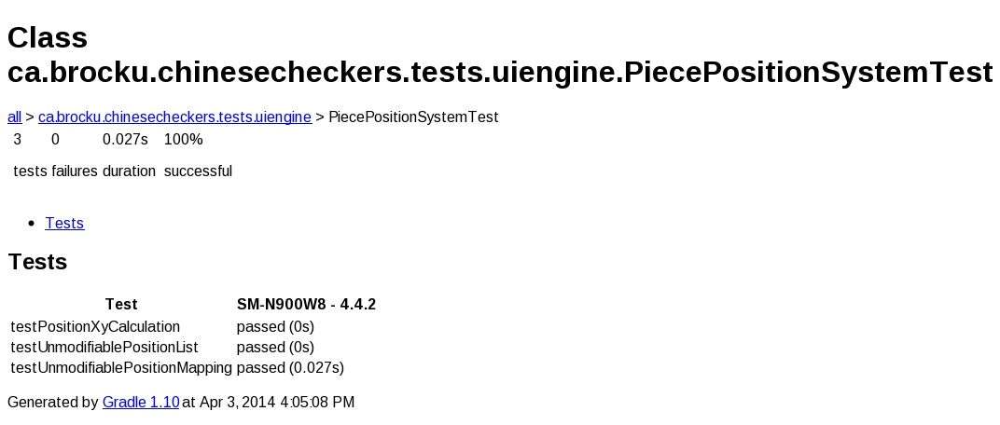 Class
ca.brocku.chinesecheckers.tests.uiengine.PiecePositionSystemTest
all > ca.brocku.chinesecheckers.tests.uiengine > PiecePositionSystemTest
3 0 0.027s 100%
tests failures duration successful
• Tests
Tests
Test SM-N900W8 - 4.4.2
testPositionXyCalculation passed (0s)
testUnmodifiablePositionList passed (0s)
testUnmodifiablePositionMapping passed (0.027s)
Generated by Gradle 1.10 at Apr 3, 2014 4:05:08 PM